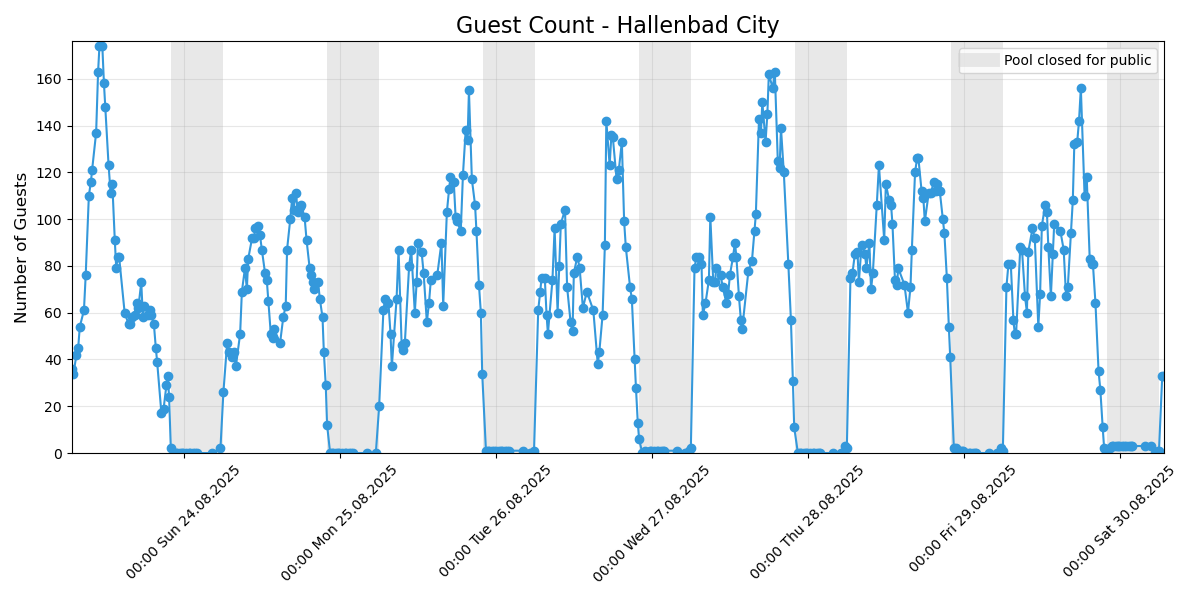 Guest Count - Hallenbad City
Pool closed for public
Number of Guests
160
140
120
100
80
60
40
20
0
00:00 Sun 24.08.2025
00:00 Mon 25.08.2025
00:00 Tue 26.08.2025
00:00 Wed 27.08.2025
00:00 Thu 28.08.2025
00:00 Fri 29.08.2025
00:00 Sat 30.08.2025